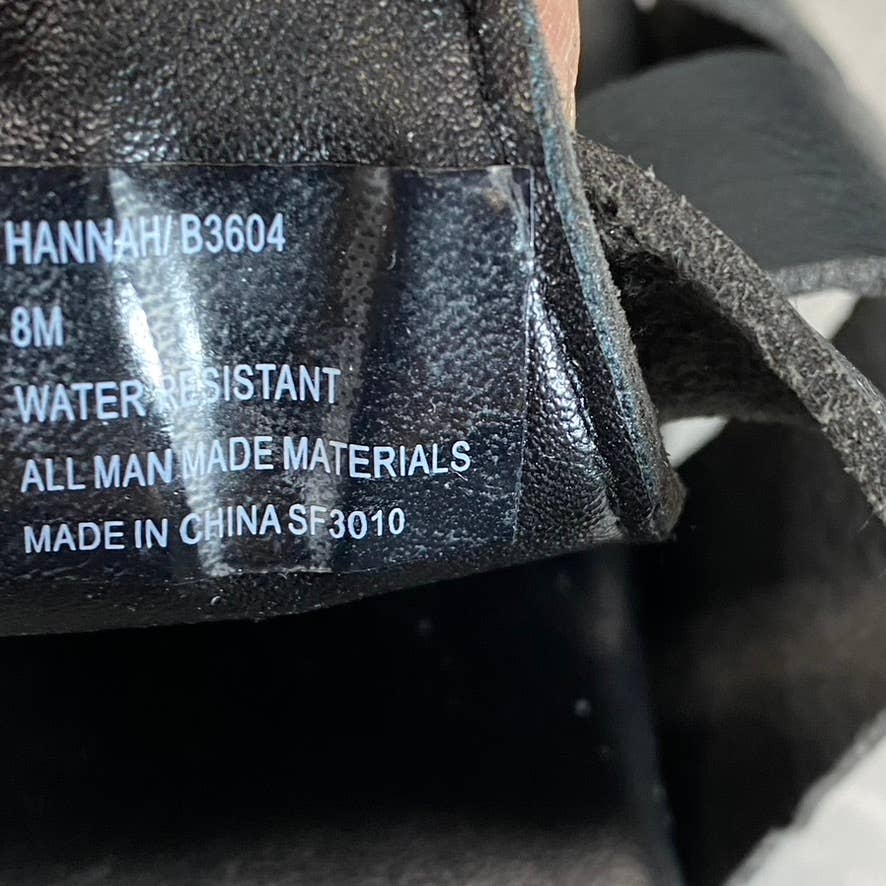 HANNAH/ B3604
8M
WATER RESISTANT
ALL MAN MADE MATERIALS
MADE IN CHINA SF3010